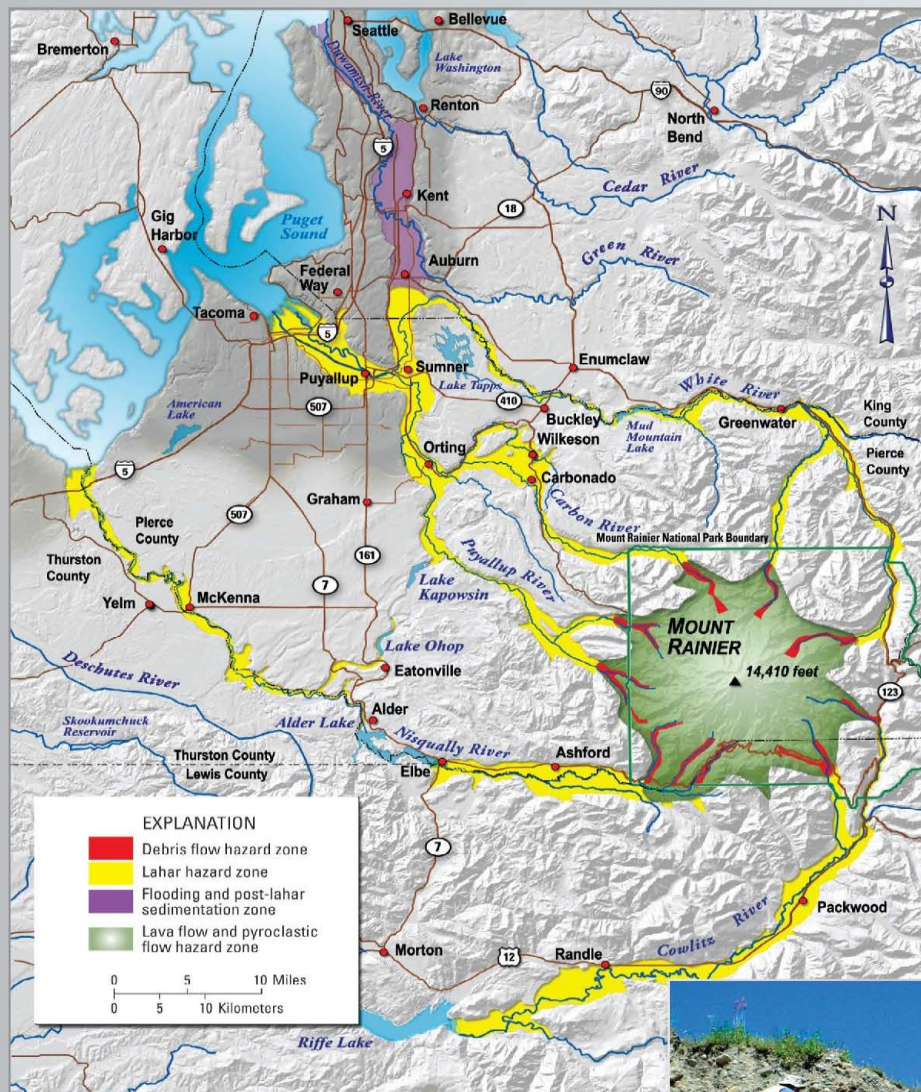 Seattle
Bellevue
Bremerton
Duwamish River
Lake
Washington
Renton
90
North
Bend
5
Cedar River
Kent
18
Gig
Harbor
Puget
Sound
N
Green River
Auburn
Federal
Way
Tacoma
5
Enumclaw
Sumner
Puyallup
Lake Tapps
White River
410
507
American
Lake
Buckley
Greenwater
King
County
Mud
Mountain
Lake
Wilkeson
Orting
Pierce
County
Carbonado
5
Graham
Carbon River
507
Pierce
County
Mount Rainier National Park Boundary
161
Puyallup River
Thurston
County
7
Lake
Kapowsin
Yelm
McKenna
MOUNT
RAINIER
Lake Ohop
14,410 feet
Deschutes River
Eatonville
123
Skookumchuck
Reservoir
Alder
Alder Lake
Nisqually River
Thurston County
Lewis County
Ashford
Elbe
EXPLANATION
Debris flow hazard zone
Lahar hazard zone
Flooding and post-lahar
sedimentation zone
Lava flow and pyroclastic
flow hazard zone
0 5 10 Miles
0 5 10 Kilometers
7
Packwood
Cowlitz River
Morton
12
Randle
Riffe Lake